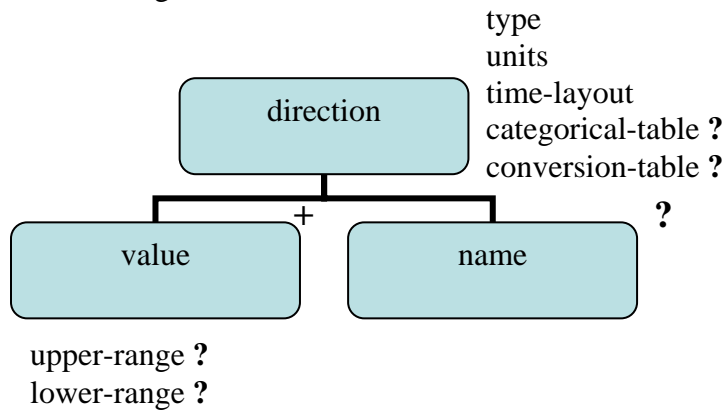 type
units
direction
time-layout
categorical-table ?
conversion-table ?
+
?
value
name
upper-range ?
lower-range ?